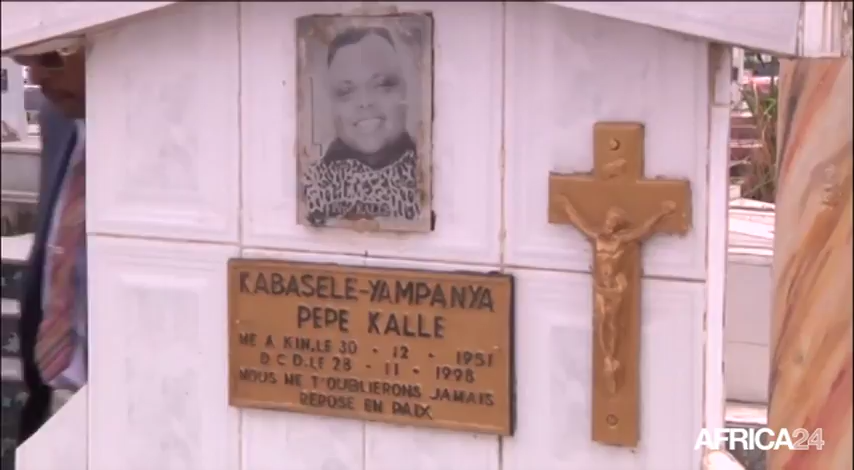 KABASELE-YAMPANYA
PEPE KALLE
ME A KIN.LE 30 · 12 · 1951
D C D.LE 28 · 11 · 1998
NOUS NE T'OUBLIERONS JAMAIS
REPOSE EN PAIX
AFRICA24